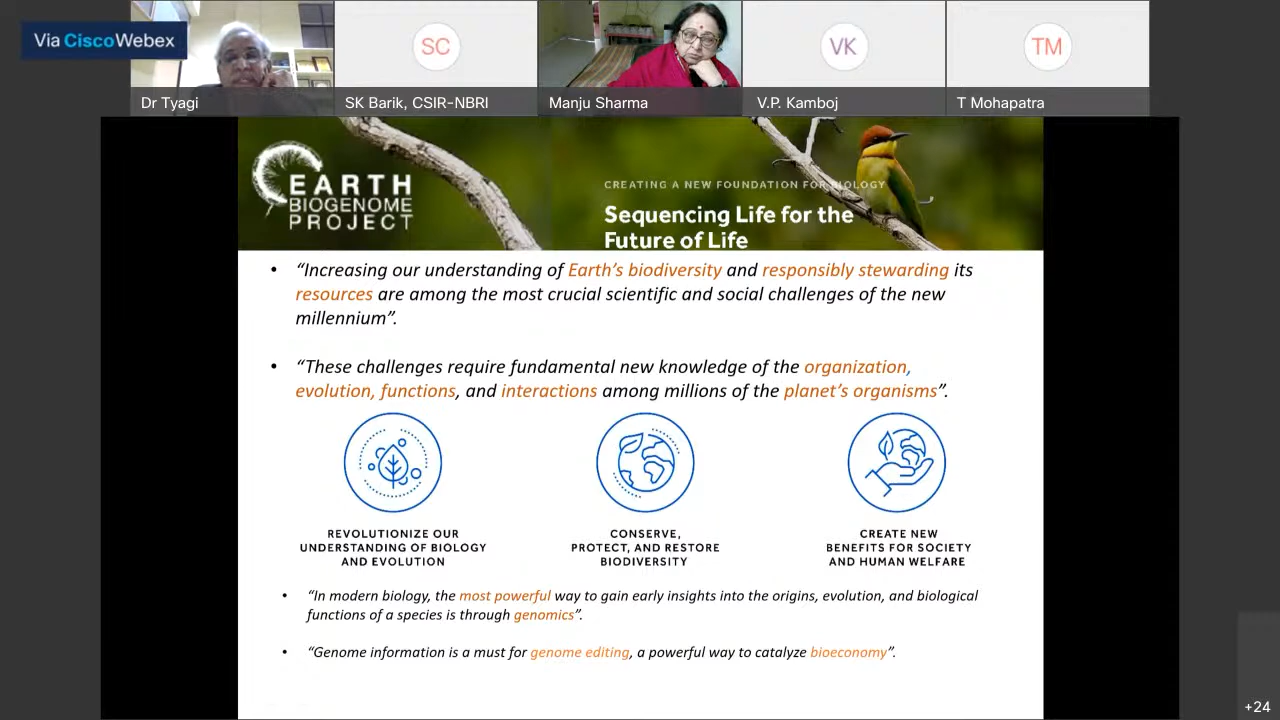 Via Cisco Webex
SC
VK
TM
Dr Tyagi
SK Barik, CSIR-NBRI
Manju Sharma
V.P. Kamboj
T Mohapatra
EARTH
BIOGENOME
PROJECT
CREATING A NEW FOUNDATION FOR BIOLOGY
Sequencing Life for the
Future of Life
• “Increasing our understanding of Earth’s biodiversity and responsibly stewarding its
resources are among the most crucial scientific and social challenges of the new
millennium”.
• “These challenges require fundamental new knowledge of the organization,
evolution, functions, and interactions among millions of the planet’s organisms”.
REVOLUTIONIZE OUR
UNDERSTANDING OF BIOLOGY
AND EVOLUTION
CONSERVE,
PROTECT, AND RESTORE
BIODIVERSITY
CREATE NEW
BENEFITS FOR SOCIETY
AND HUMAN WELFARE
• “In modern biology, the most powerful way to gain early insights into the origins, evolution, and biological
functions of a species is through genomics”.
• “Genome information is a must for genome editing, a powerful way to catalyze bioeconomy”.
+24